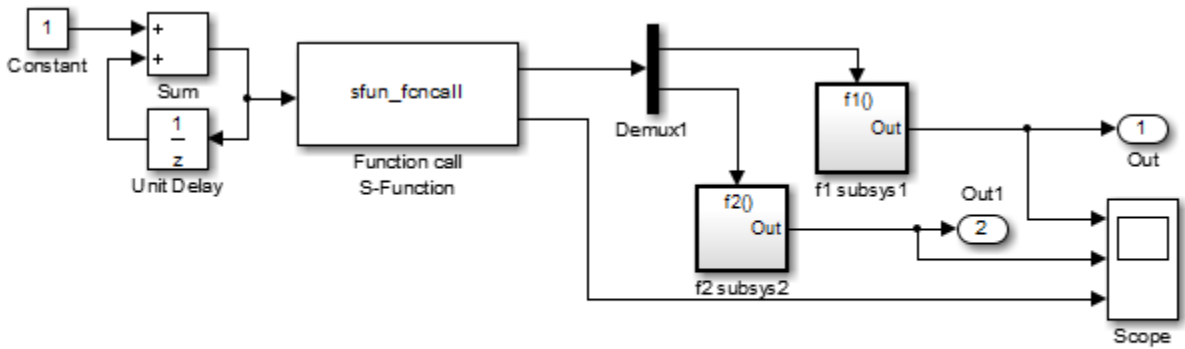 1
Constant
+
+
Sum
1
z
Unit Delay
sfun_fcncall
Function call
S-Function
Demux1
f1()
Out
f1 subsys1
f2()
Out
f2 subsys2
1
Out
Out1
2
Scope